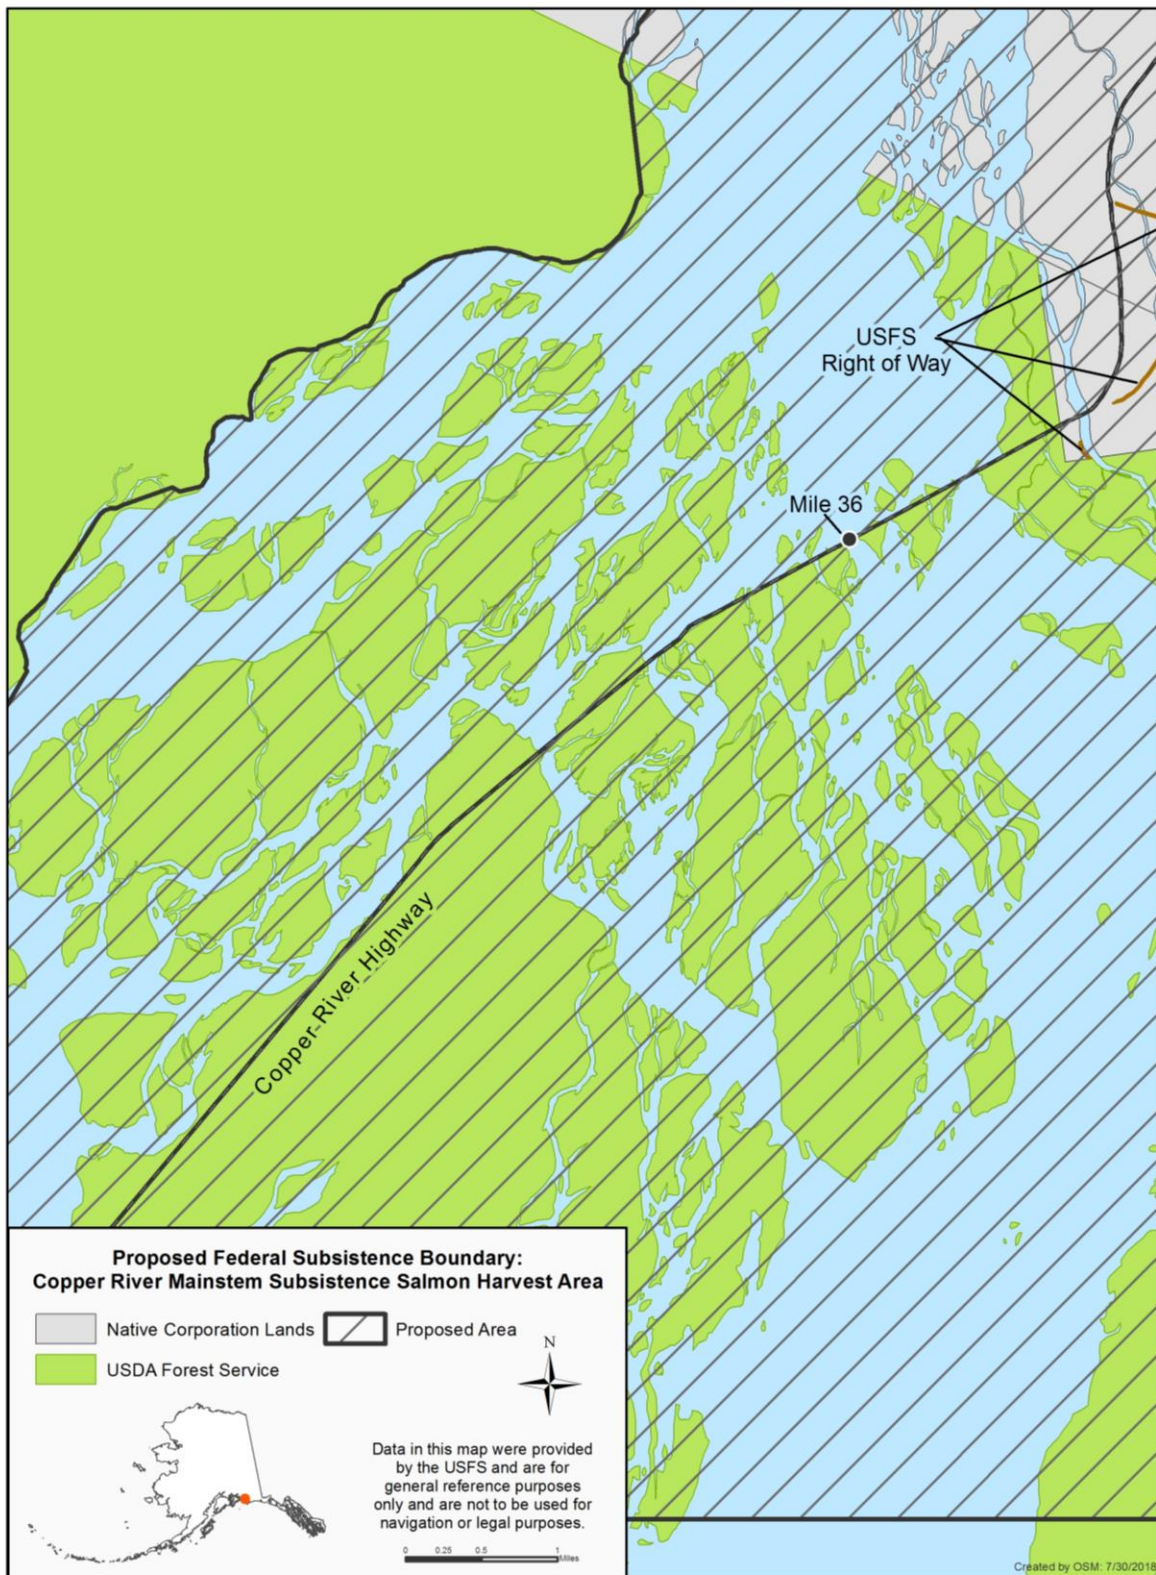 USFS
Right of Way
Mile 36
Copper River Highway
Proposed Federal Subsistence Boundary:
Copper River Mainstem Subsistence Salmon Harvest Area
Native Corporation Lands
Proposed Area
USDA Forest Service
N
Data in this map were provided
by the USFS and are for
general reference purposes
only and are not to be used for
navigation or legal purposes.
0 0.25 0.5 1
Miles
Created by OSM: 7/30/2018